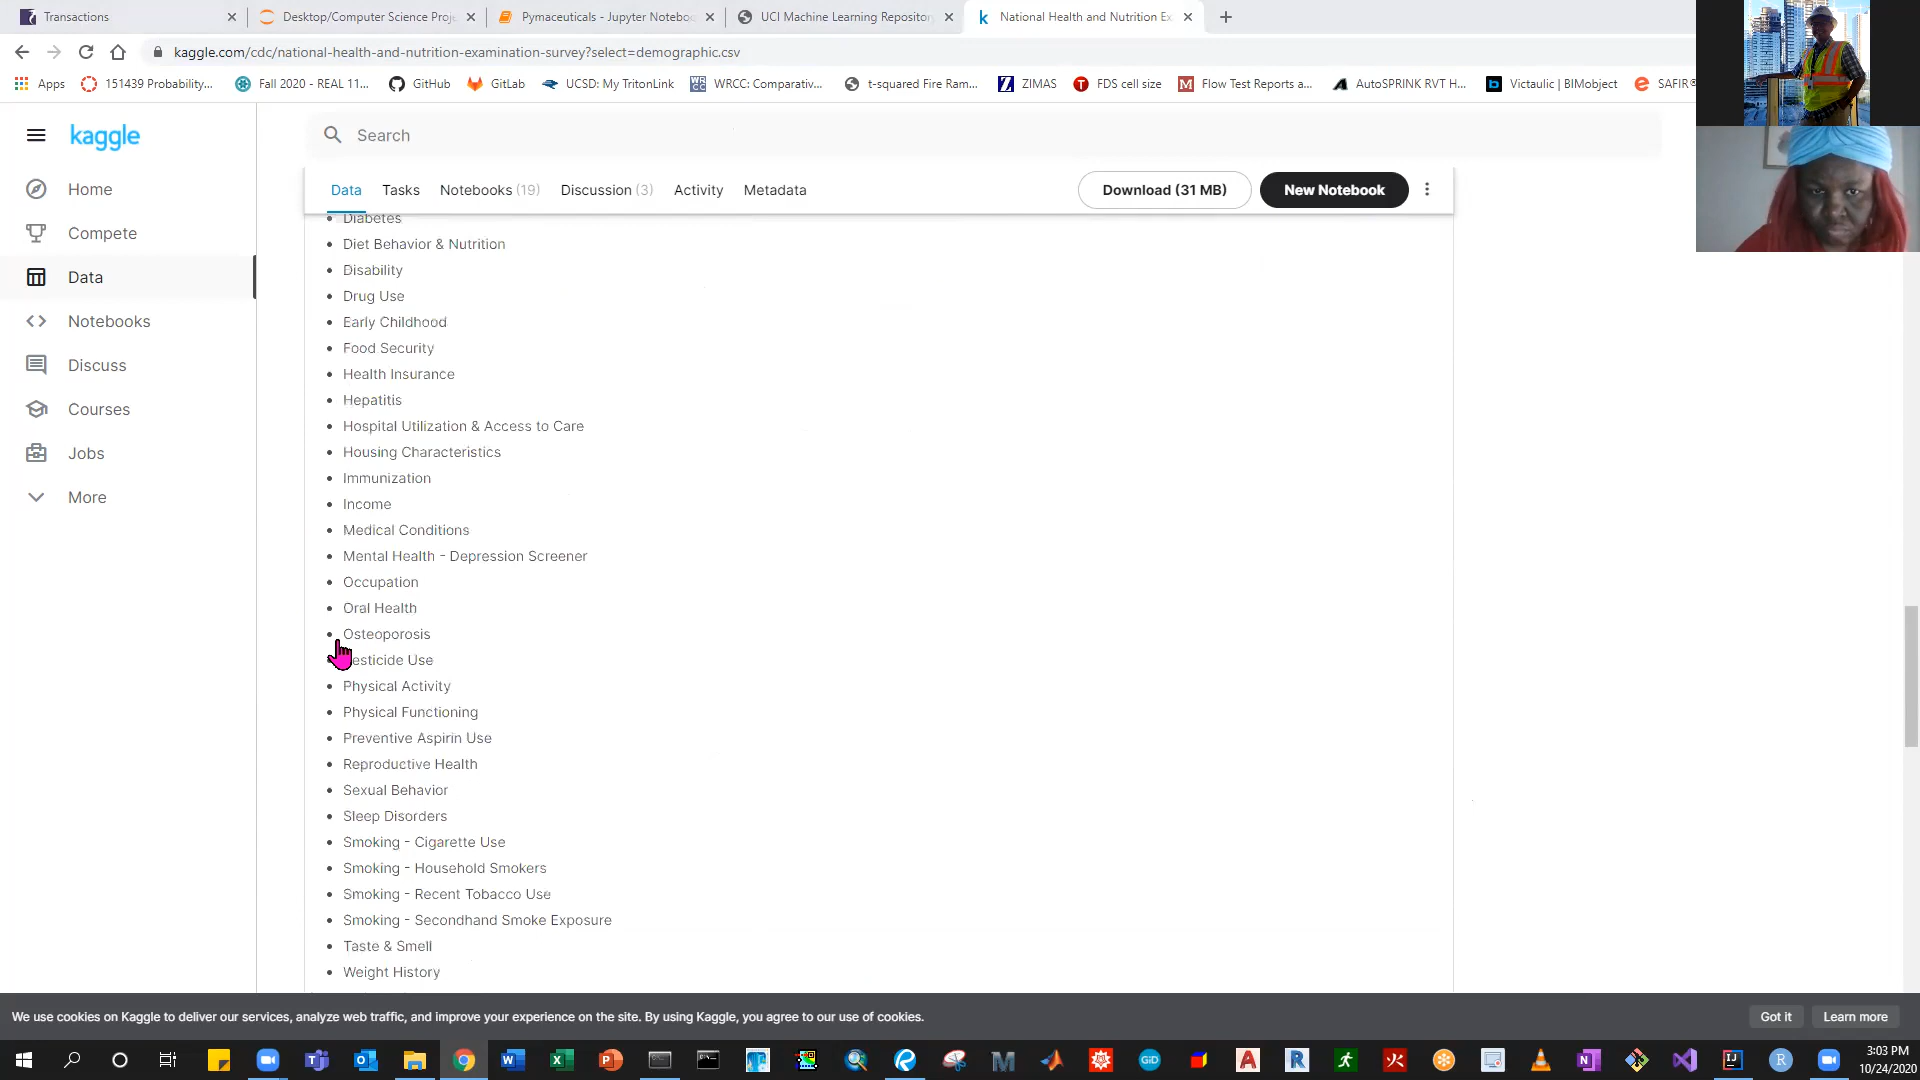 Transactions
Desktop/Computer Science Proj
Pymaceuticals - Jupyter Notebo
UCI Machine Learning Repository
National Health and Nutrition Ex
kaggle.com/cdc/national-health-and-nutrition-examination-survey?select=demographic.csv
Apps
151439 Probability...
Fall 2020 - REAL 11...
GitHub
GitLab
UCSD: My TritonLink
WRCC: Comparativ...
t-squared Fire Ram...
ZIMAS
FDS cell size
Flow Test Reports a...
AutoSPRINK RVT H...
Victaulic | BIMobject
SAFIR®
kaggle
Search
Home
Compete
Data
Notebooks
Discuss
Courses
Jobs
More
Data Tasks Notebooks (19) Discussion (3) Activity Metadata
Download (31 MB)
New Notebook
Diabetes
Diet Behavior & Nutrition
Disability
Drug Use
Early Childhood
Food Security
Health Insurance
Hepatitis
Hospital Utilization & Access to Care
Housing Characteristics
Immunization
Income
Medical Conditions
Mental Health - Depression Screener
Occupation
Oral Health
Osteoporosis
esticide Use
Physical Activity
Physical Functioning
Preventive Aspirin Use
Reproductive Health
Sexual Behavior
Sleep Disorders
Smoking - Cigarette Use
Smoking - Household Smokers
Smoking - Recent Tobacco Use
Smoking - Secondhand Smoke Exposure
Taste & Smell
Weight History
We use cookies on Kaggle to deliver our services, analyze web traffic, and improve your experience on the site. By using Kaggle, you agree to our use of cookies.
Got it
Learn more
3:03 PM
10/24/2020